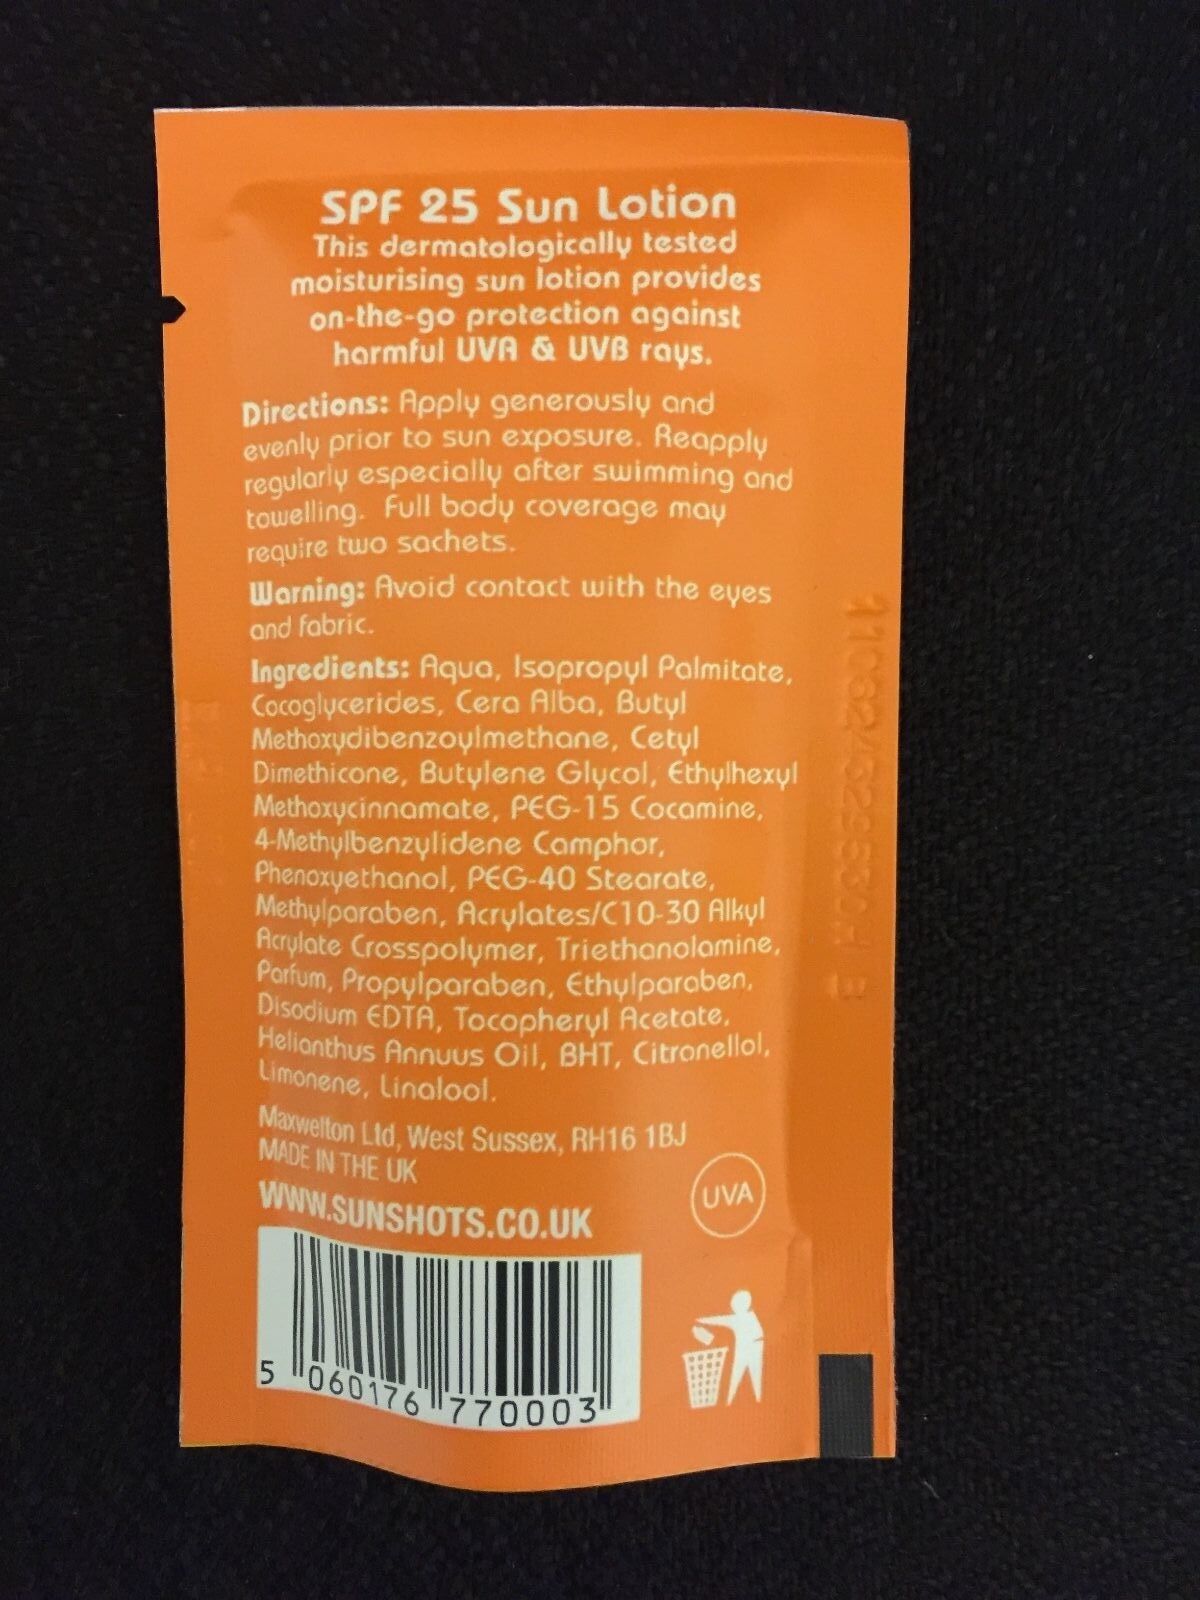 SPF 25 Sun Lotion
This dermatologically tested
moisturising sun lotion provides
on-the-go protection against
harmful UVA & UVB rays.
Directions: Apply generously and
evenly prior to sun exposure. Reapply
regularly especially after swimming and
towelling. Full body coverage may
require two sachets.
Warning: Avoid contact with the eyes
and fabric.
Ingredients: Aqua, Isopropyl Palmitate,
Cocoglycerides, Cera Alba, Butyl
Methoxydibenzoylmethane, Cetyl
Dimethicone, Butylene Glycol, Ethylhexyl
Methoxycinnamate, PEG-15 Cocamine,
4-Methylbenzylidene Camphor,
Phenoxyethanol, PEG-40 Stearate,
Methylparaben, Acrylates/C10-30 Alkyl
Acrylate Crosspolymer, Triethanolamine,
Parfum, Propylparaben, Ethylparaben,
Disodium EDTA, Tocopheryl Acetate,
Helianthus Annuus Oil, BHT, Citronellol,
Limonene, Linalool.
Maxwelton Ltd, West Sussex, RH16 1BJ
MADE IN THE UK
WWW.SUNSHOTS.CO.UK
UVA
5 060176 770003